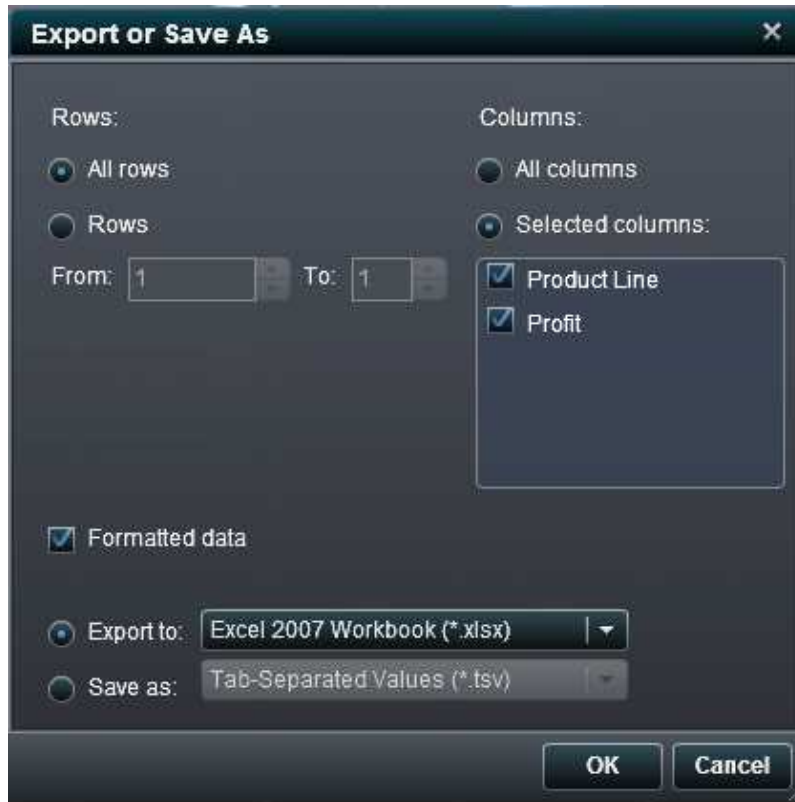 Export or Save As
Rows:
All rows
Rows
From: 1 To: 1
Columns:
All columns
Selected columns:
Product Line
Profit
Formatted data
Export to: Excel 2007 Workbook (*.xlsx)
Save as: Tab-Separated Values (*.tsv)
OK Cancel